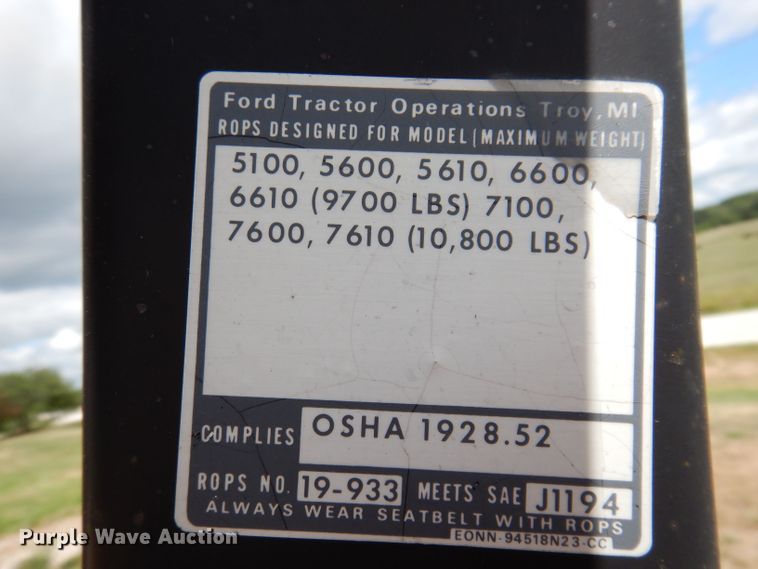 Ford Tractor Operations Troy, MI
ROPS DESIGNED FOR MODEL (MAXIMUM WEIGHT)
5100, 5600, 5610, 6600,
6610 (9700 LBS) 7100,
7600, 7610 (10,800 LBS)
COMPLIES OSHA 1928.52
ROPS NO. 19-933 MEETS SAE J1194
ALWAYS WEAR SEATBELT WITH ROPS
EONN-94518N23-CC
Purple Wave Auction